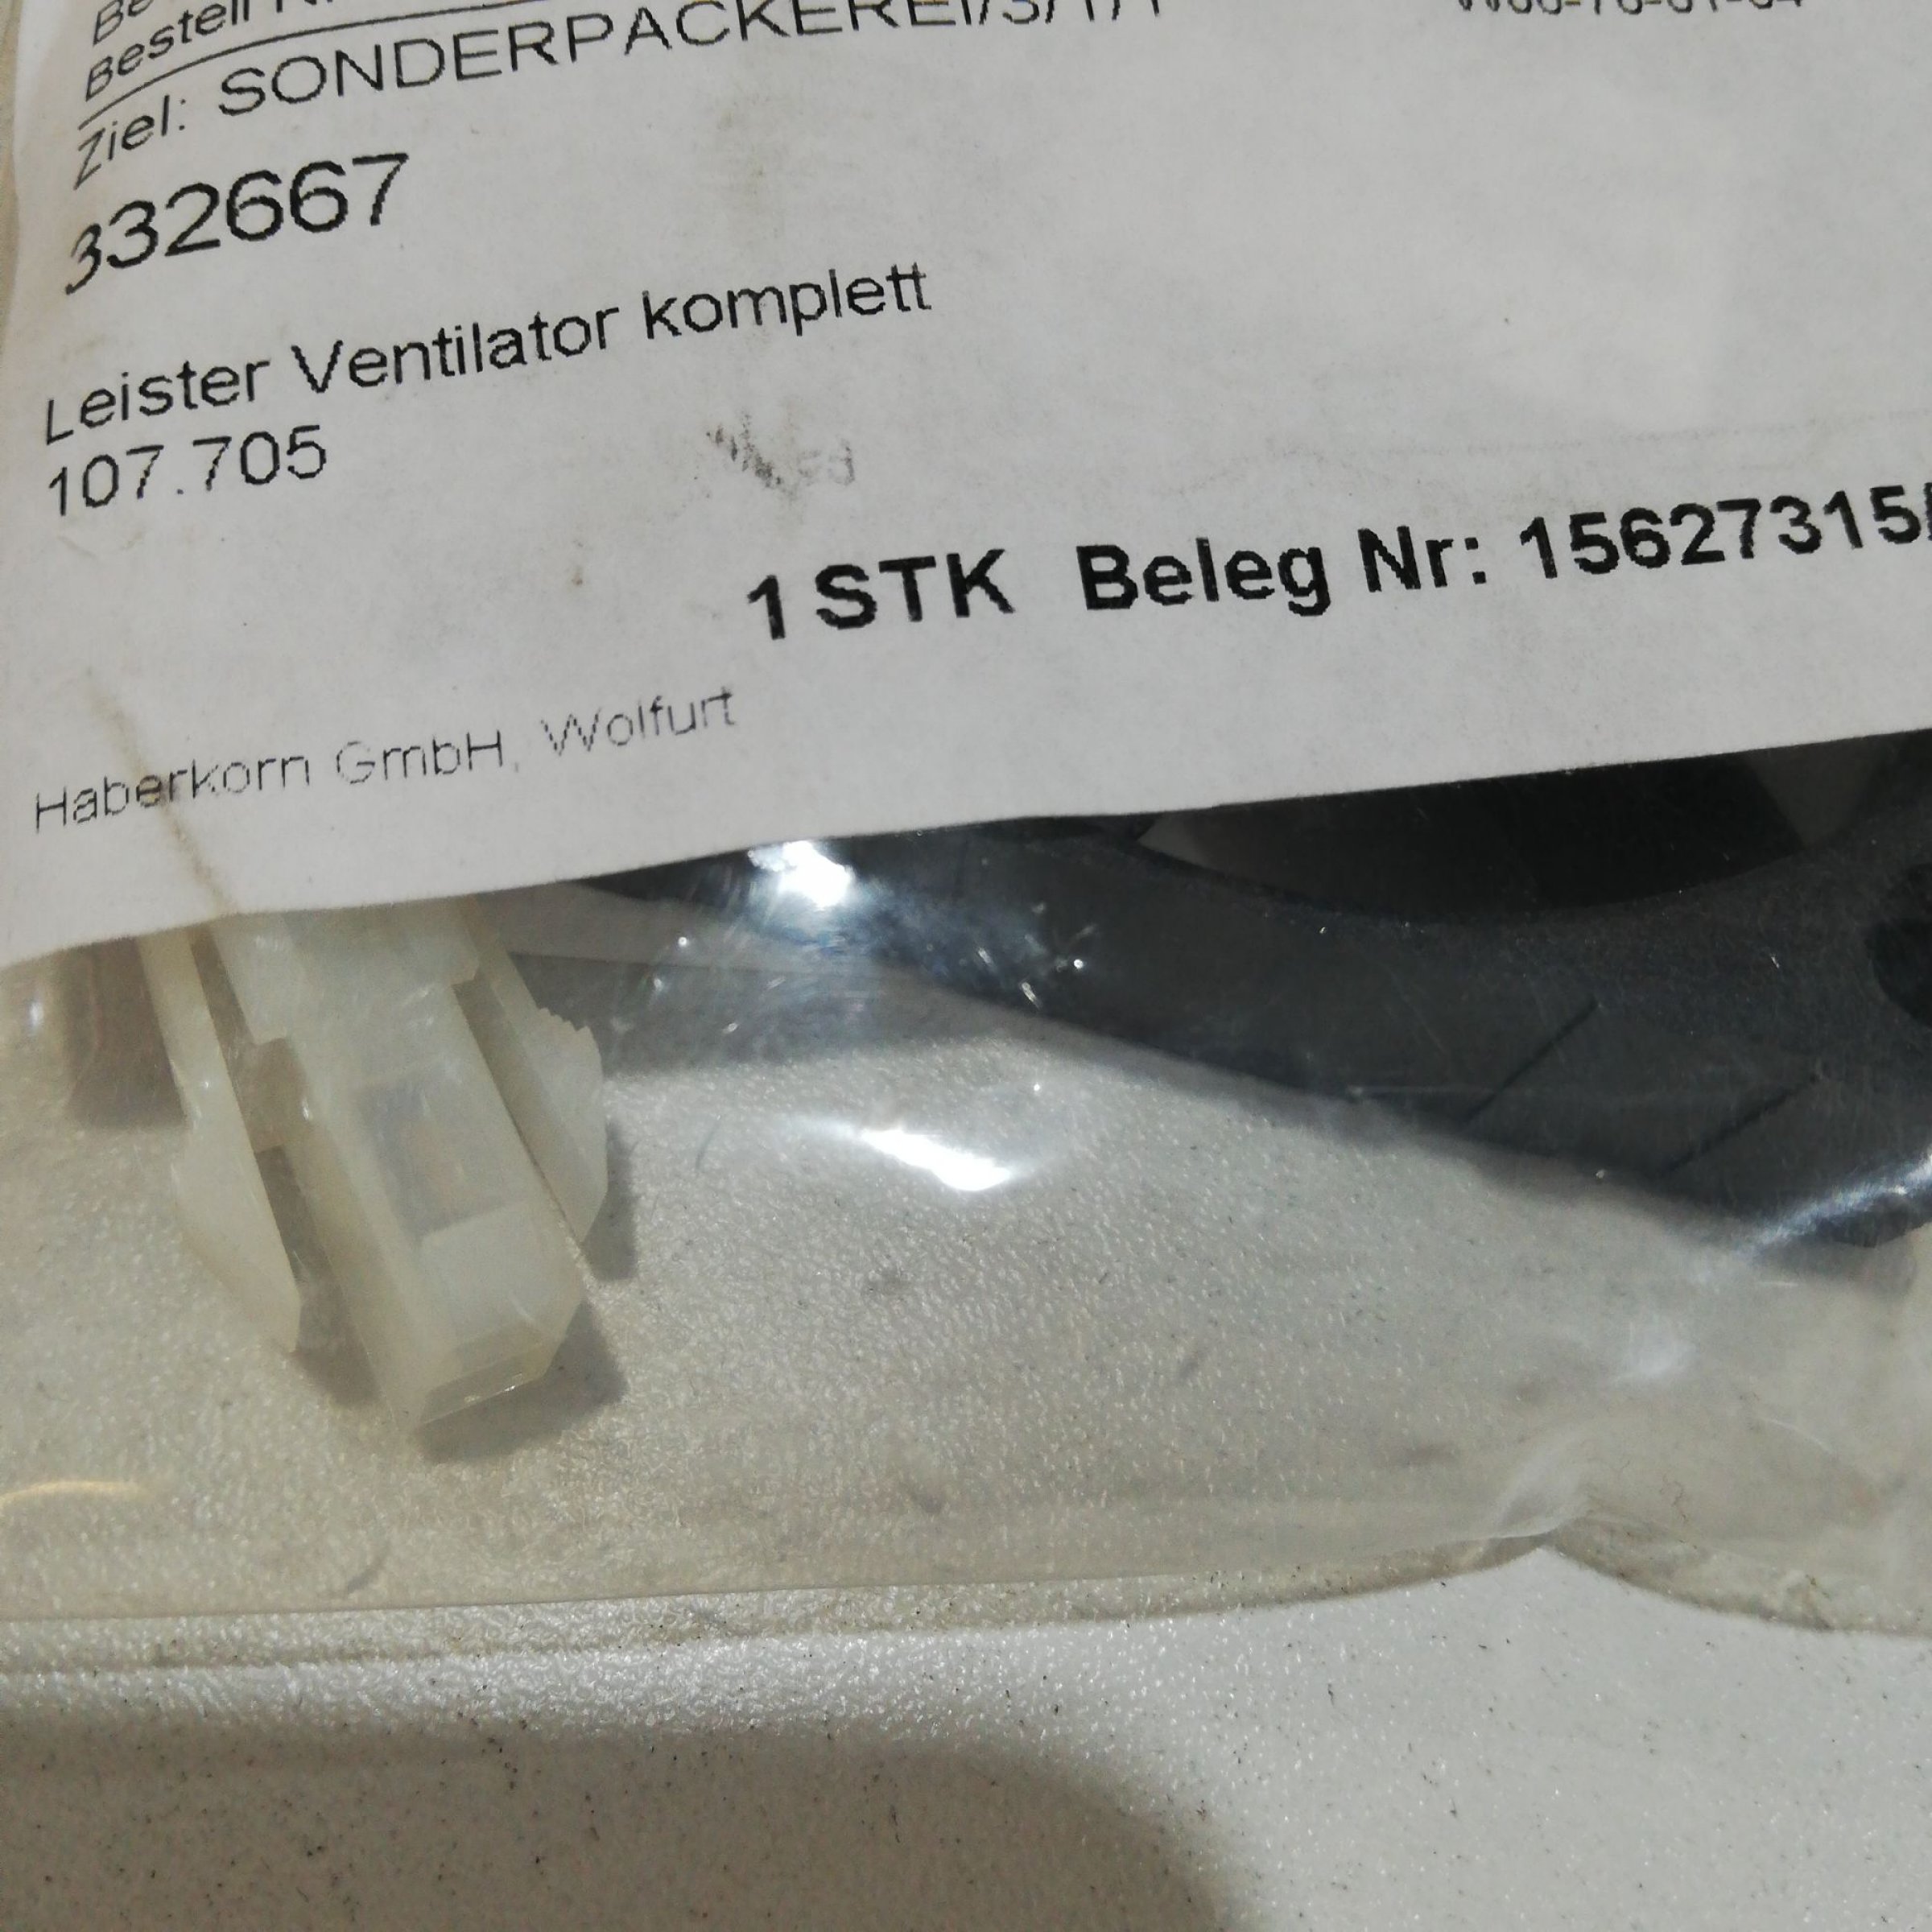 Bestell
Ziel: SONDERPACKEREI/3/1/1
332667
Leister Ventilator komplett
107.705
1 STK Beleg Nr: 15627315
Haberkorn GmbH, Wolfurt